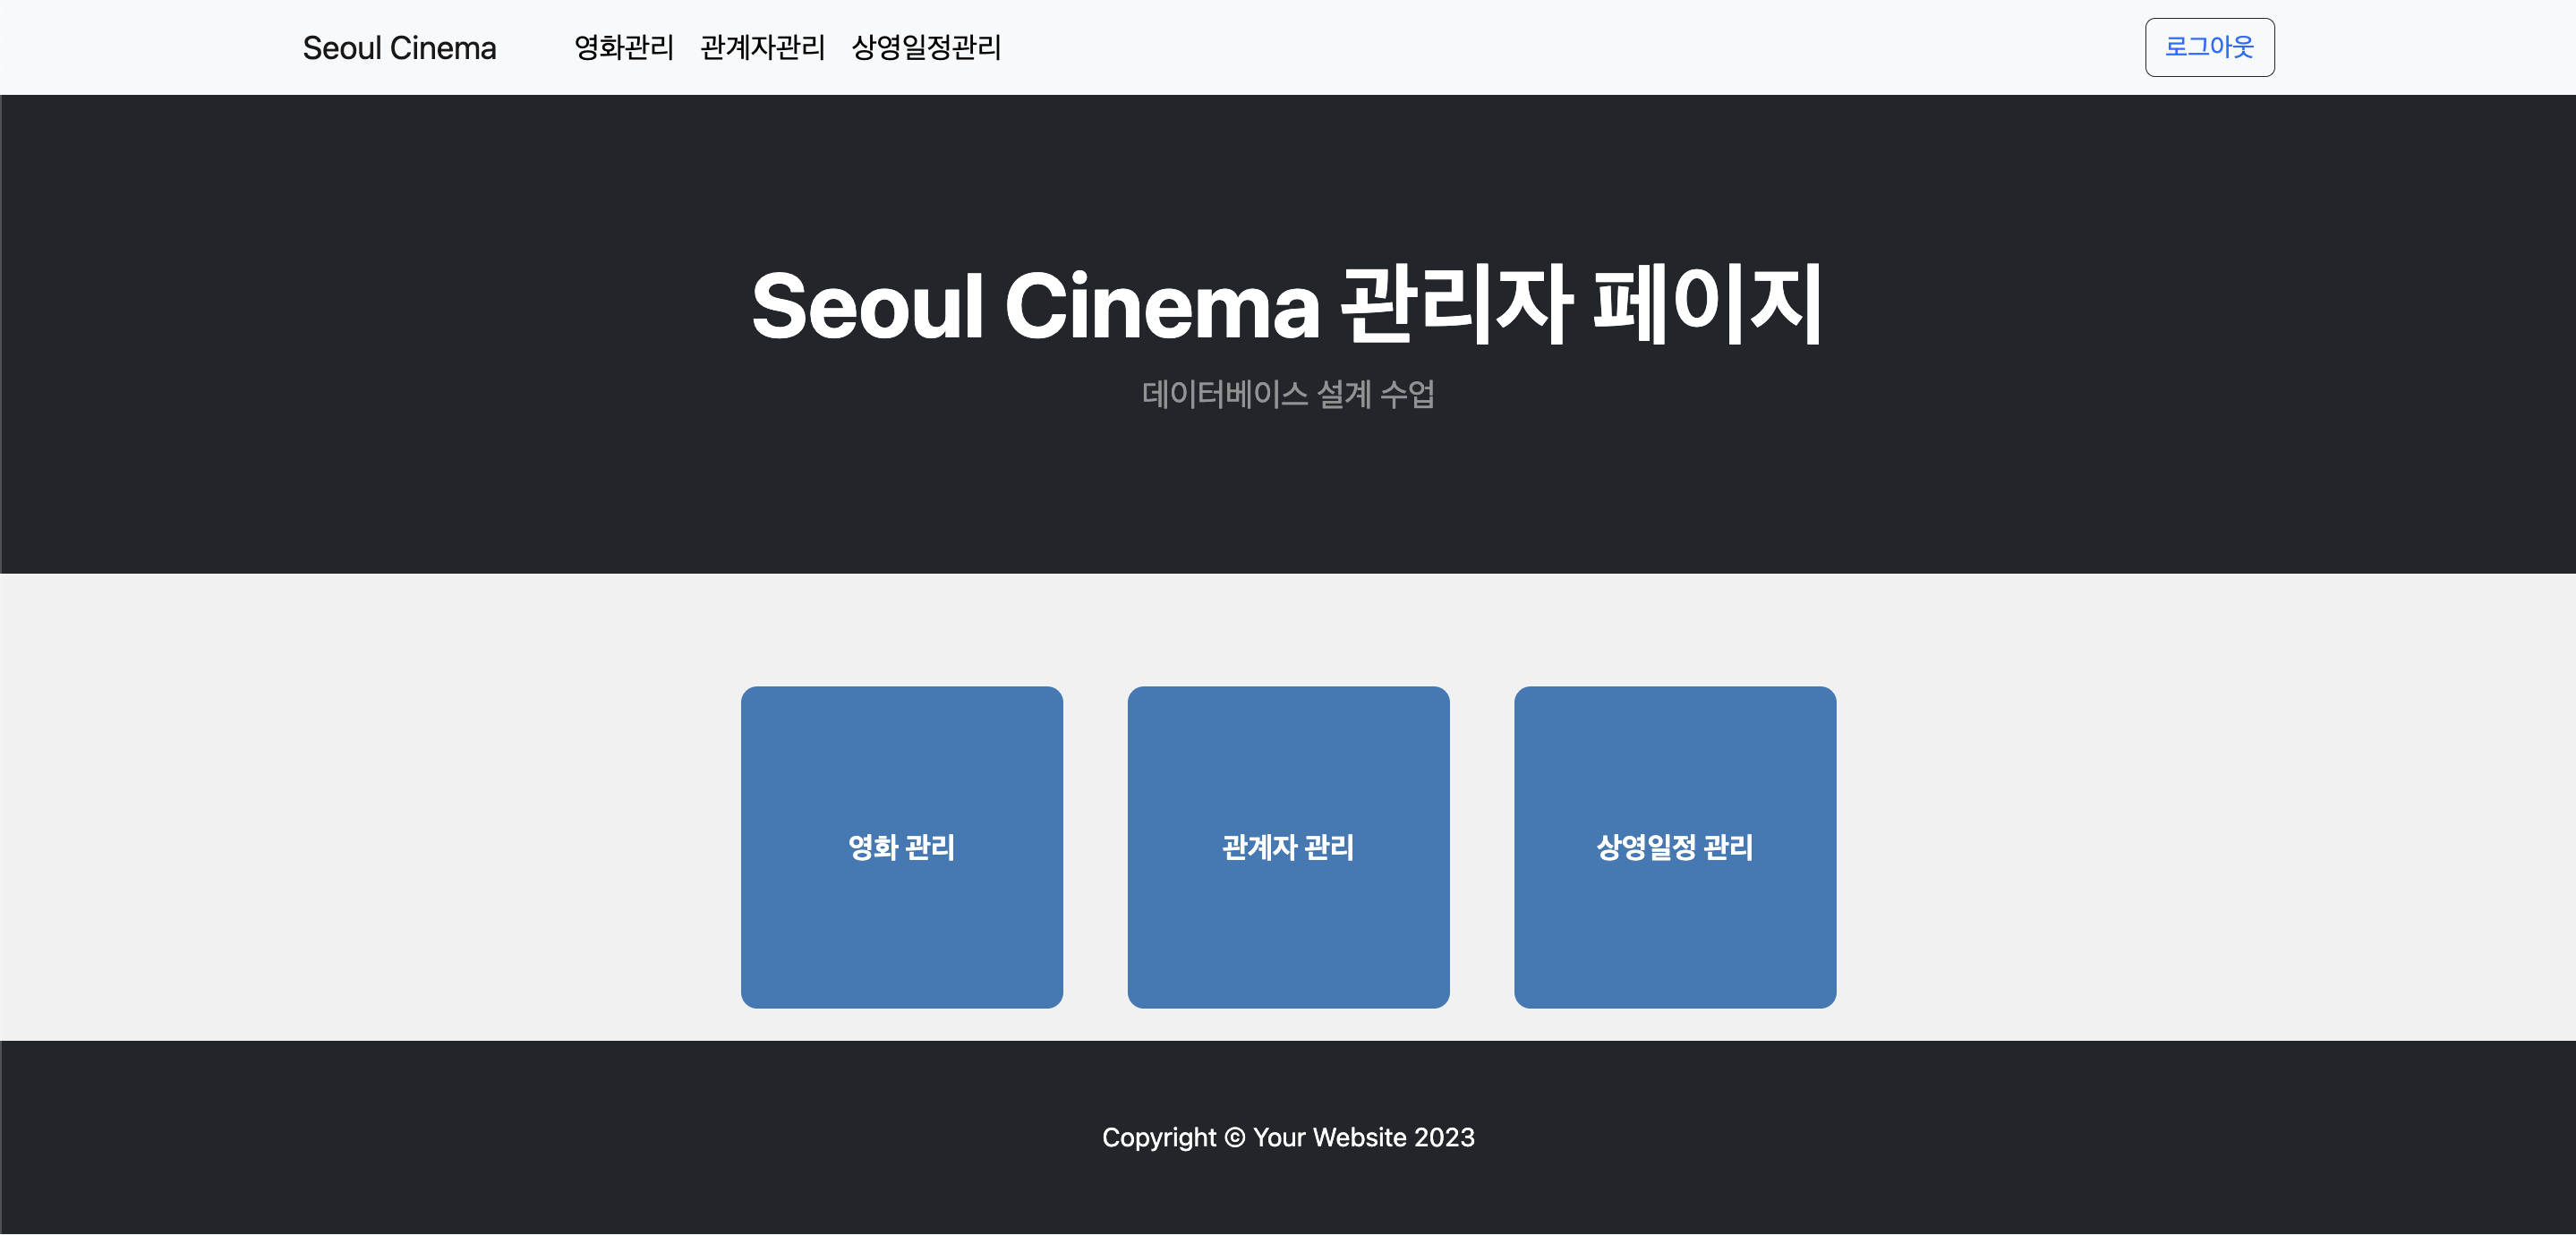 Seoul Cinema 영화관리 관계자관리 상영일정관리 로그아웃
Seoul Cinema 관리자 페이지
데이터베이스 설계 수업
영화 관리 관계자 관리 상영일정 관리
Copyright © Your Website 2023